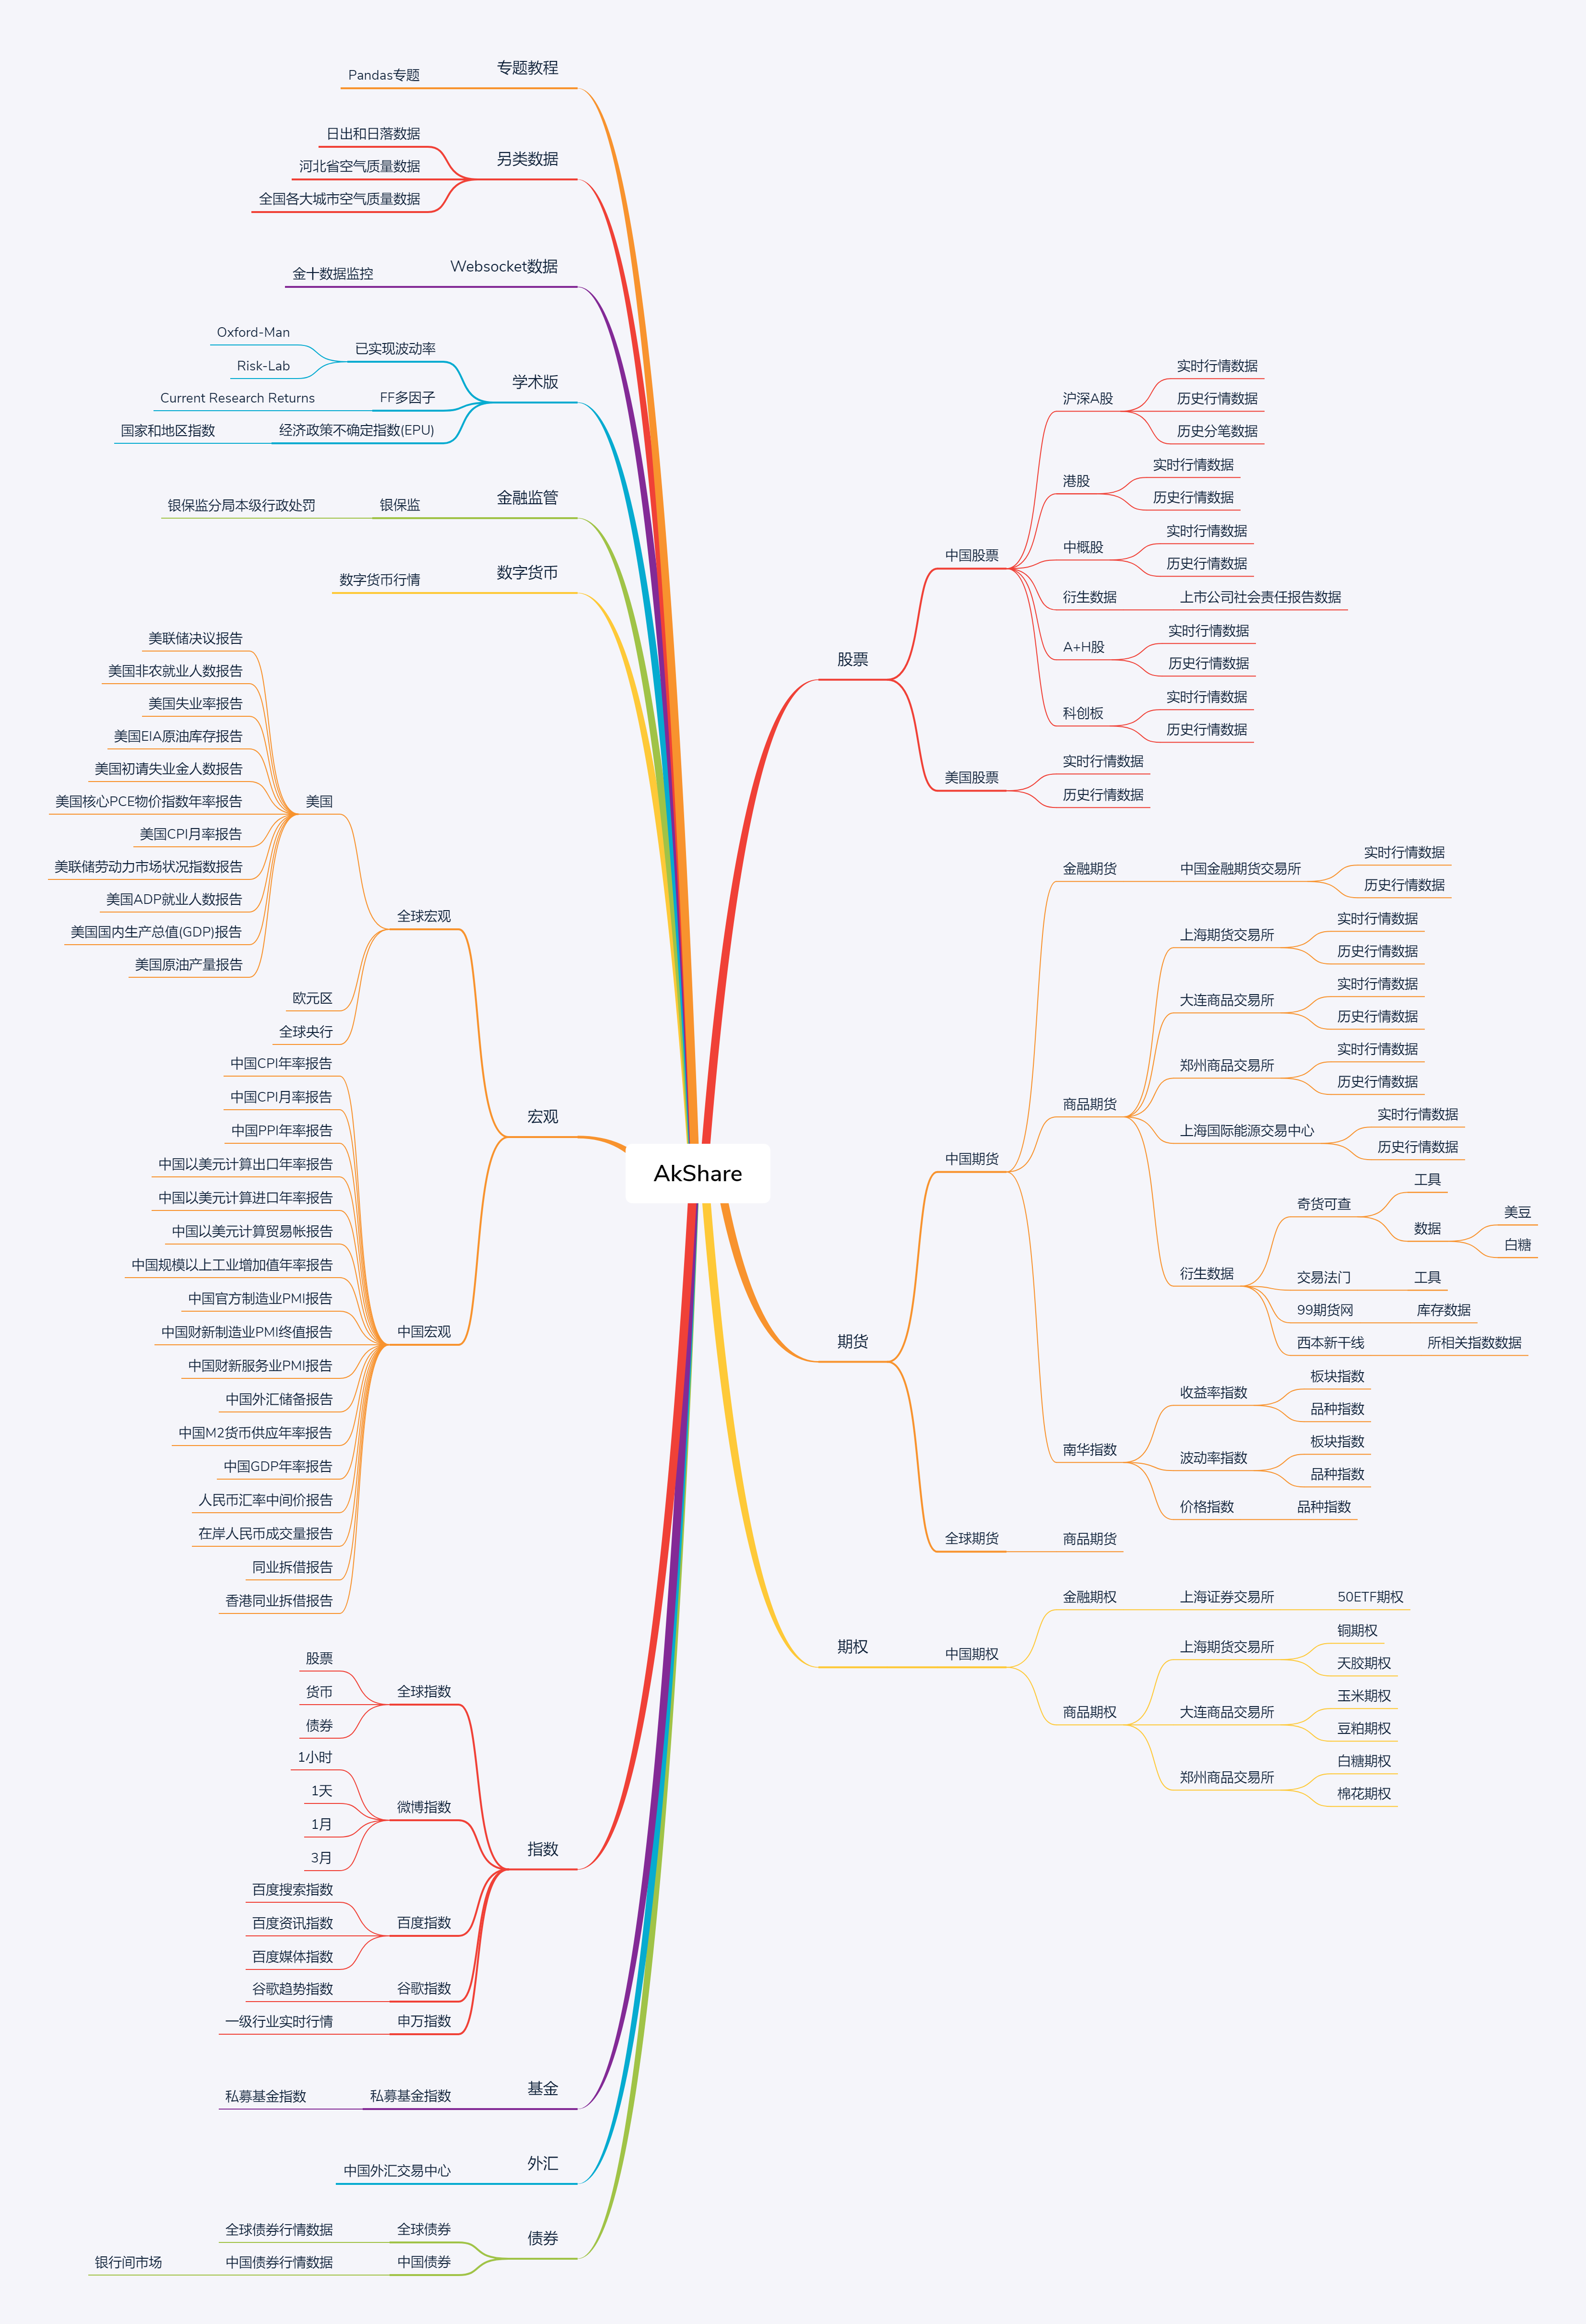 AkShare
专题教程
Pandas专题
另类数据
日出和日落数据
河北省空气质量数据
全国各大城市空气质量数据
Websocket数据
金十数据监控
学术版
已实现波动率
Oxford-Man
Risk-Lab
FF多因子
Current Research Returns
经济政策不确定指数(EPU)
国家和地区指数
金融监管
银保监
银保监分局本级行政处罚
数字货币
数字货币行情
宏观
全球宏观
美国
美联储决议报告
美国非农就业人数报告
美国失业率报告
美国EIA原油库存报告
美国初请失业金人数报告
美国核心PCE物价指数年率报告
美国CPI月率报告
美联储劳动力市场状况指数报告
美国ADP就业人数报告
美国国内生产总值(GDP)报告
美国原油产量报告
欧元区
全球央行
中国宏观
中国CPI年率报告
中国CPI月率报告
中国PPI年率报告
中国以美元计算出口年率报告
中国以美元计算进口年率报告
中国以美元计算贸易帐报告
中国规模以上工业增加值年率报告
中国官方制造业PMI报告
中国财新制造业PMI终值报告
中国财新服务业PMI报告
中国外汇储备报告
中国M2货币供应年率报告
中国GDP年率报告
人民币汇率中间价报告
在岸人民币成交量报告
同业拆借报告
香港同业拆借报告
指数
全球指数
股票
货币
债券
微博指数
1小时
1天
1月
3月
百度指数
百度搜索指数
百度资讯指数
百度媒体指数
谷歌指数
谷歌趋势指数
申万指数
一级行业实时行情
基金
私募基金指数
私募基金指数
外汇
中国外汇交易中心
债券
全球债券
全球债券行情数据
中国债券
中国债券行情数据
银行间市场
股票
中国股票
沪深A股
实时行情数据
历史行情数据
历史分笔数据
港股
实时行情数据
历史行情数据
中概股
实时行情数据
历史行情数据
衍生数据
上市公司社会责任报告数据
A+H股
实时行情数据
历史行情数据
科创板
实时行情数据
历史行情数据
美国股票
实时行情数据
历史行情数据
期货
中国期货
金融期货
中国金融期货交易所
实时行情数据
历史行情数据
商品期货
上海期货交易所
实时行情数据
历史行情数据
大连商品交易所
实时行情数据
历史行情数据
郑州商品交易所
实时行情数据
历史行情数据
上海国际能源交易中心
实时行情数据
历史行情数据
衍生数据
奇货可查
工具
数据
美豆
白糖
交易法门
工具
99期货网
库存数据
西本新干线
所相关指数数据
南华指数
收益率指数
板块指数
品种指数
波动率指数
板块指数
品种指数
价格指数
品种指数
全球期货
商品期货
期权
中国期权
金融期权
上海证券交易所
50ETF期权
商品期权
上海期货交易所
铜期权
天胶期权
大连商品交易所
玉米期权
豆粕期权
郑州商品交易所
白糖期权
棉花期权